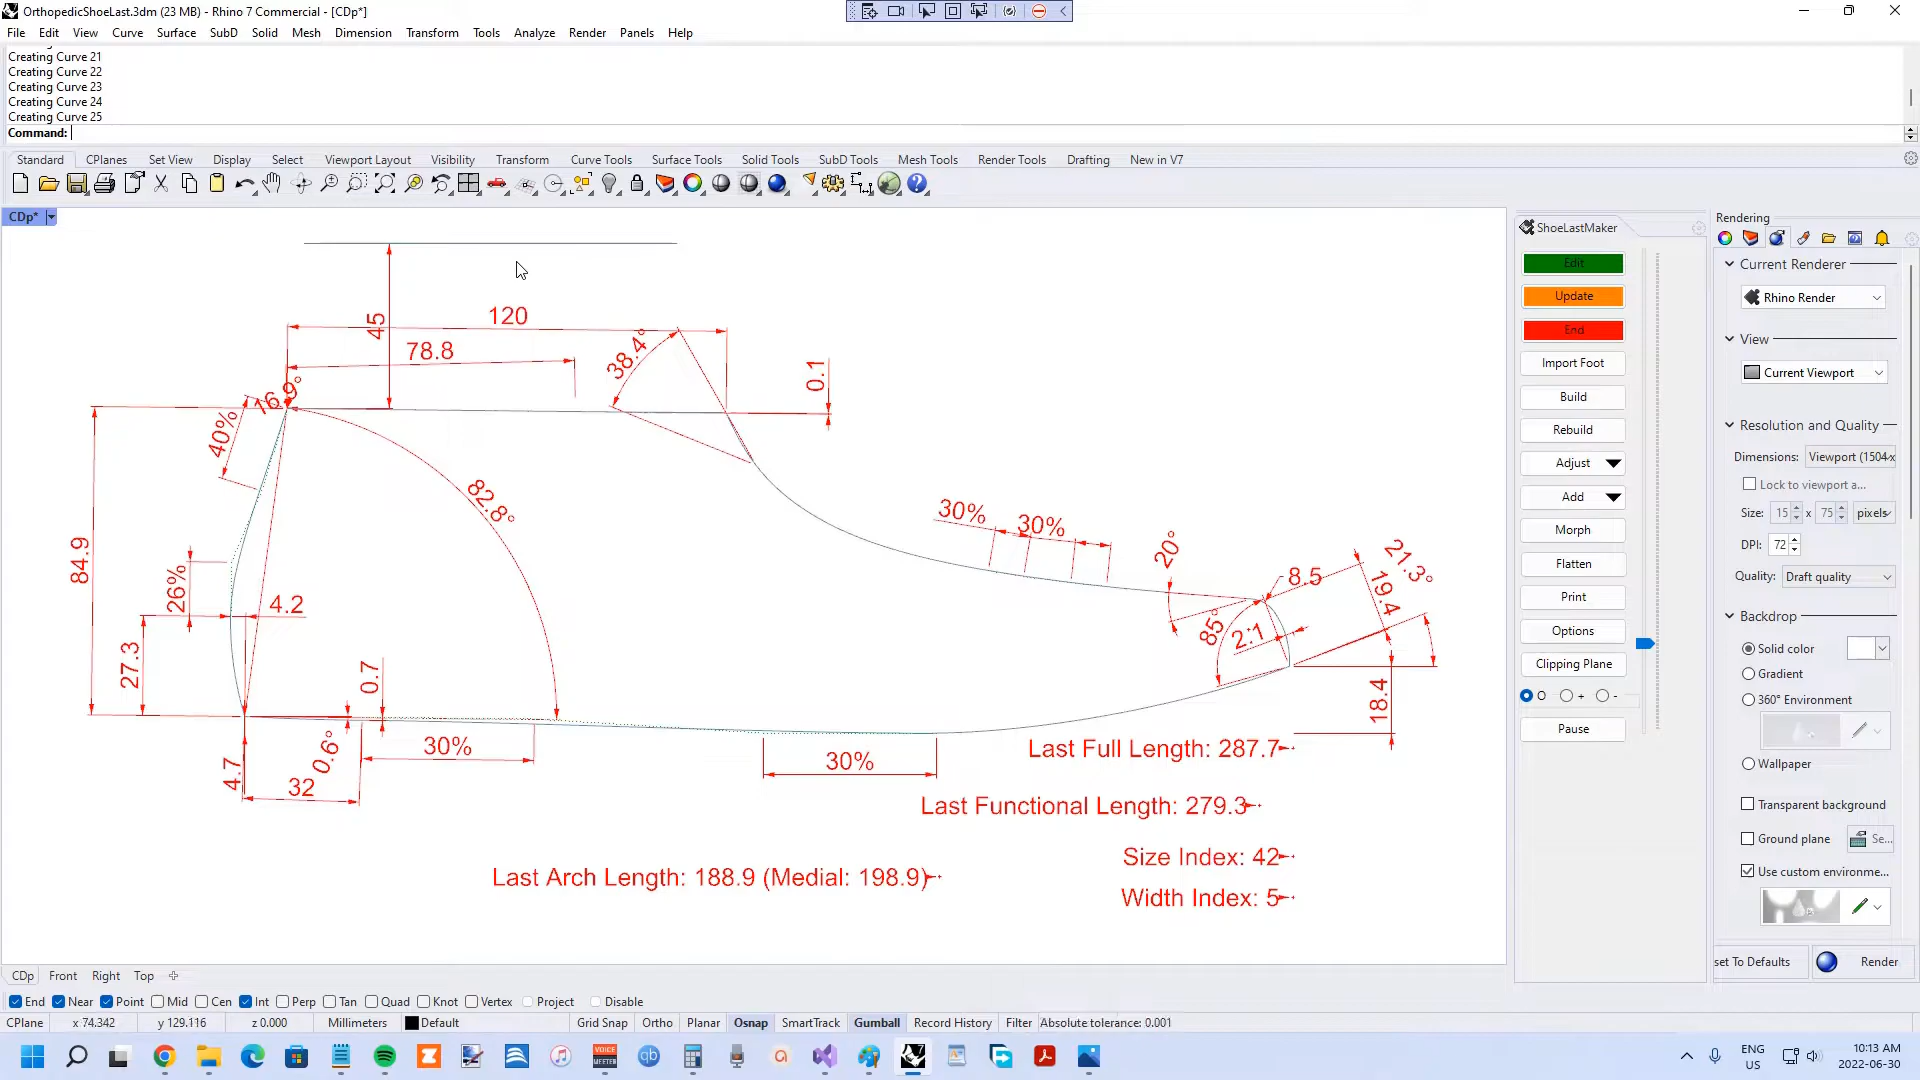 OrthopedicShoeLast.3dm (23 MB) - Rhino 7 Commercial - [CDp*]
File Edit View Curve Surface SubD Solid Mesh Dimension Transform Tools Analyze Render Panels Help
Creating Curve 21
Creating Curve 22
Creating Curve 23
Creating Curve 24
Creating Curve 25
Command:
Standard CPlanes Set View Display Select Viewport Layout Visibility Transform Curve Tools Surface Tools Solid Tools SubD Tools Mesh Tools Render Tools Drafting New in V7
CDp*
45
120
78.8
38.4°
0.1
16.9°
40%
82.8°
84.9
26%
4.2
27.3
0.7
0.6°
4.7
32
30%
30%
30%
30%
20°
8.5
21.3°
19.4
85°
2.1
18.4
Last Full Length: 287.7
Last Functional Length: 279.3
Size Index: 42
Last Arch Length: 188.9 (Medial: 198.9)
Width Index: 5
ShoeLastMaker
Edit
Update
End
Import Foot
Build
Rebuild
Adjust
Add
Morph
Flatten
Print
Options
Clipping Plane
O + -
Pause
Rendering
Current Renderer
Rhino Render
View
Current Viewport
Resolution and Quality
Dimensions: Viewport (1504x
Lock to viewport a...
Size: 15 x 75 pixels
DPI: 72
Quality: Draft quality
Backdrop
Solid color
Gradient
360° Environment
Wallpaper
Transparent background
Ground plane Se...
Use custom environme...
set To Defaults Render
CDp Front Right Top
End Near Point Mid Cen Int Perp Tan Quad Knot Vertex Project Disable
CPlane x 74.342 y 129.116 z 0.000 Millimeters Default Grid Snap Ortho Planar Osnap SmartTrack Gumball Record History Filter Absolute tolerance: 0.001
VOICE MEETER
qb
ENG
US
10:13 AM
2022-06-30